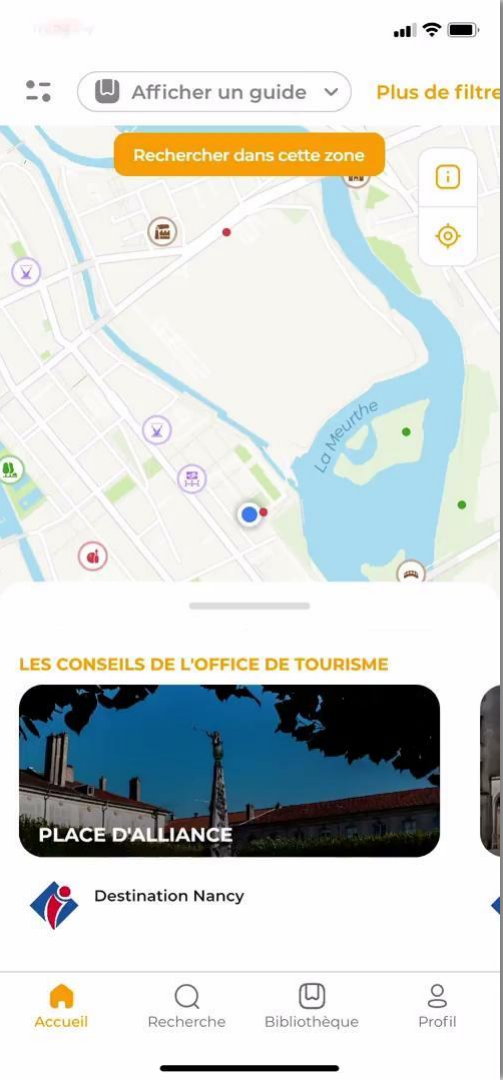 Afficher un guide
Plus de filtre
Rechercher dans cette zone
La Meurthe
LES CONSEILS DE L'OFFICE DE TOURISME
PLACE D'ALLIANCE
Destination Nancy
Accueil
Recherche
Bibliothèque
Profil